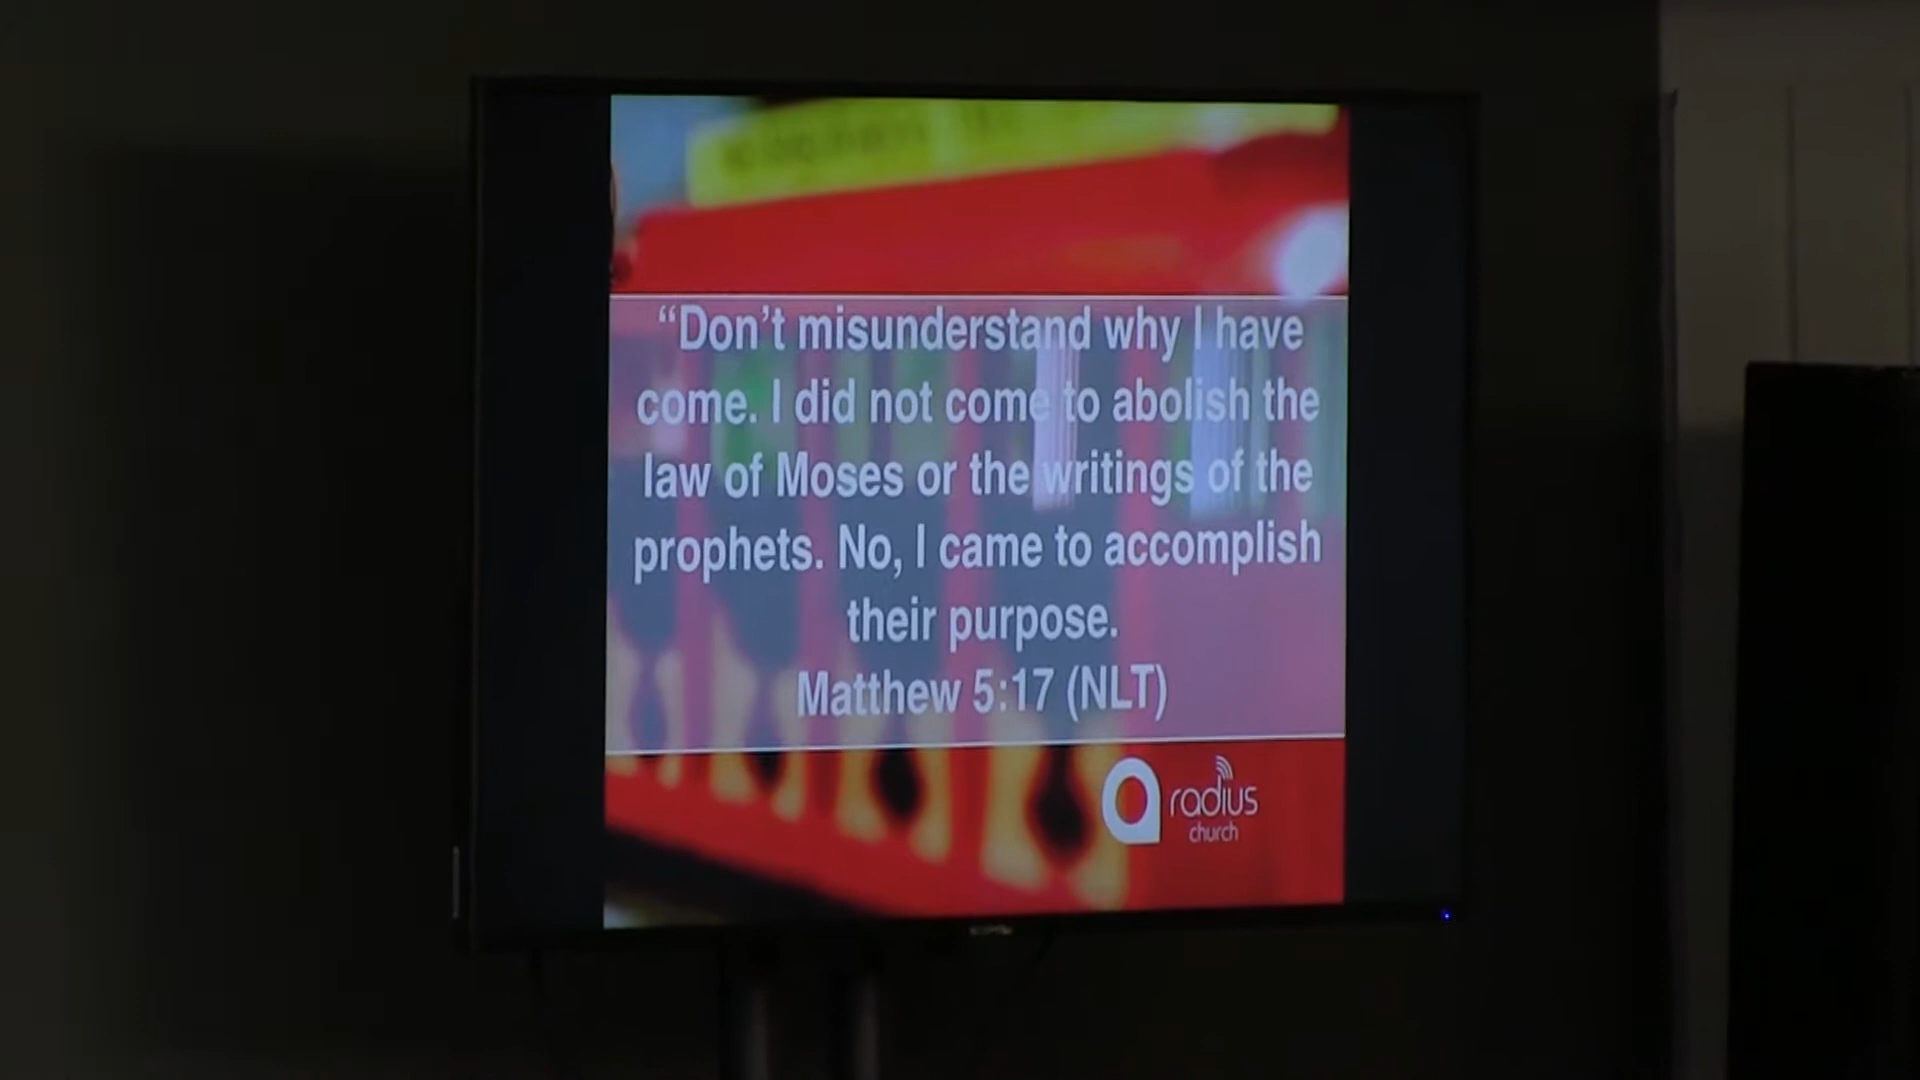 “Don’t misunderstand why I have
come. I did not come to abolish the
law of Moses or the writings of the
prophets. No, I came to accomplish
their purpose.
Matthew 5:17 (NLT)
radius
church